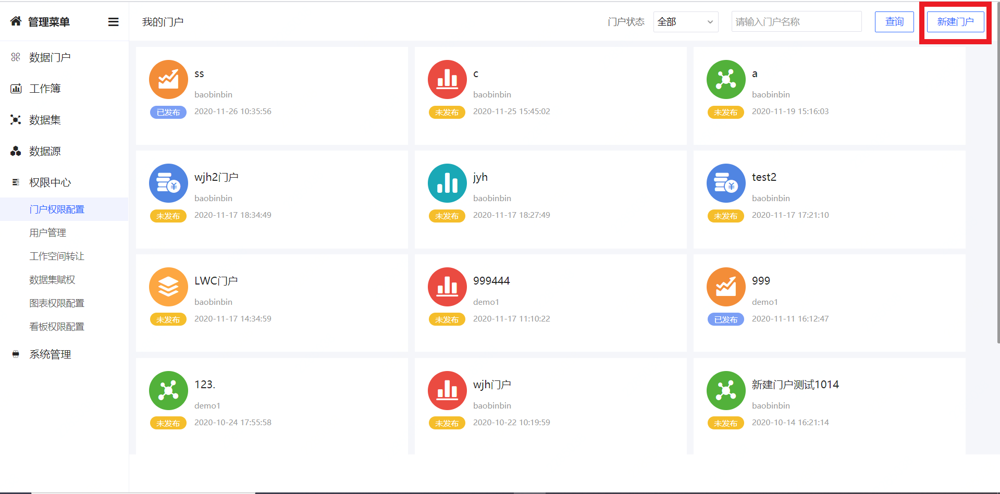 管理菜单
我的门户
门户状态
全部
请输入门户名称
查询
新建门户
数据门户
工作簿
数据集
数据源
权限中心
门户权限配置
用户管理
工作空间转让
数据集赋权
图表权限配置
看板权限配置
系统管理
ss
baobinbin
已发布
2020-11-26 10:35:56
c
baobinbin
未发布
2020-11-25 15:45:02
a
baobinbin
未发布
2020-11-19 15:16:03
wjh2门户
baobinbin
未发布
2020-11-17 18:34:49
jyh
baobinbin
未发布
2020-11-17 18:27:49
test2
baobinbin
未发布
2020-11-17 17:21:10
LWC门户
baobinbin
未发布
2020-11-17 14:34:59
999444
demo1
未发布
2020-11-17 11:10:22
999
demo1
已发布
2020-11-11 16:12:47
123.
demo1
未发布
2020-10-24 17:55:58
wjh门户
baobinbin
未发布
2020-10-22 10:19:59
新建门户测试1014
baobinbin
未发布
2020-10-14 16:21:14